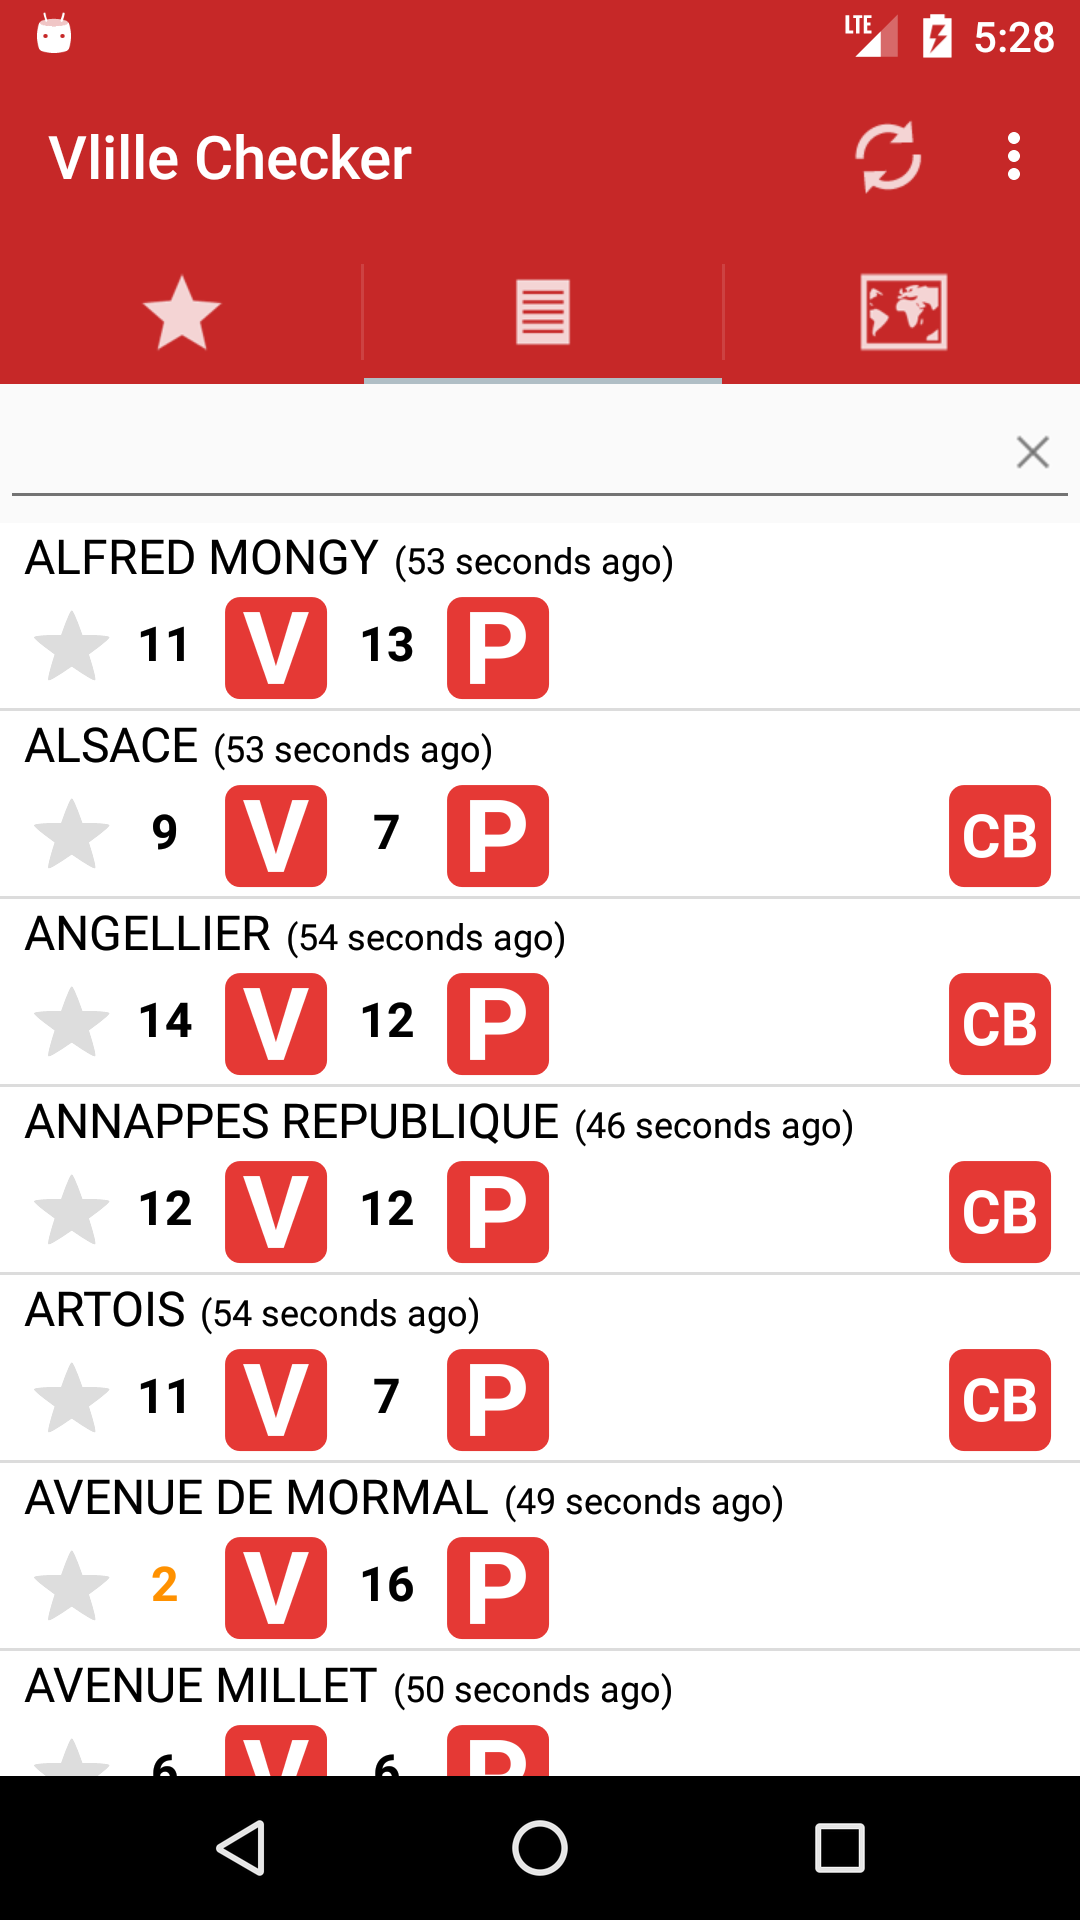 LTE 5:28
Vlille Checker
ALFRED MONGY (53 seconds ago)
11 V 13 P
ALSACE (53 seconds ago)
9 V 7 P CB
ANGELLIER (54 seconds ago)
14 V 12 P CB
ANNAPPES REPUBLIQUE (46 seconds ago)
12 V 12 P CB
ARTOIS (54 seconds ago)
11 V 7 P CB
AVENUE DE MORMAL (49 seconds ago)
2 V 16 P
AVENUE MILLET (50 seconds ago)
6 V 6 P